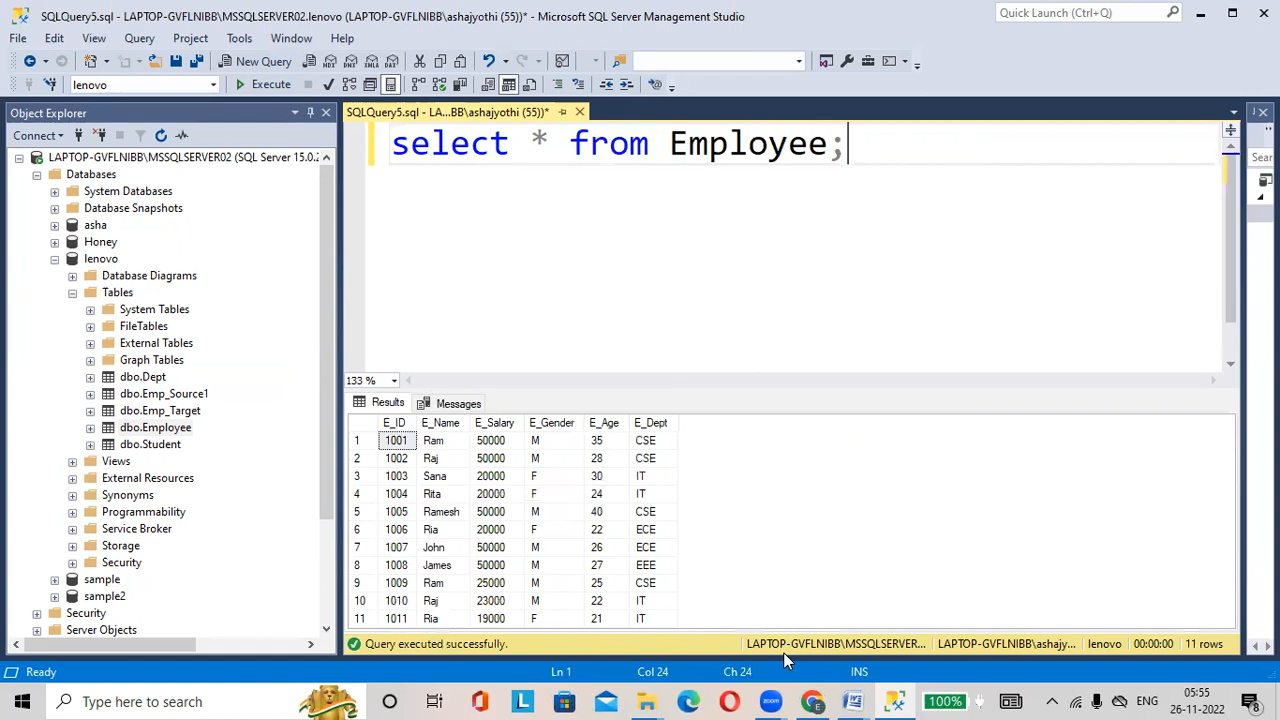 SQLQuery5.sql - LAPTOP-GVFLNIBB\MSSQLSERVER02.lenovo (LAPTOP-GVFLNIBB\ashajyothi (55))* - Microsoft SQL Server Management Studio
Quick Launch (Ctrl+Q)
File Edit View Query Project Tools Window Help
New Query
lenovo Execute
Object Explorer
SQLQuery5.sql - LA...BB\ashajyothi (55))*
Connect
LAPTOP-GVFLNIBB\MSSQLSERVER02 (SQL Server 15.0.2
Databases
System Databases
Database Snapshots
asha
Honey
lenovo
Database Diagrams
Tables
System Tables
FileTables
External Tables
Graph Tables
dbo.Dept
dbo.Emp_Source1
dbo.Emp_Target
dbo.Employee
dbo.Student
Views
External Resources
Synonyms
Programmability
Service Broker
Storage
Security
sample
sample2
Security
Server Objects
select * from Employee;
Sear
133 %
Results Messages
E_ID E_Name E_Salary E_Gender E_Age E_Dept
1 1001 Ram 50000 M 35 CSE
2 1002 Raj 50000 M 28 CSE
3 1003 Sana 20000 F 30 IT
4 1004 Rita 20000 F 24 IT
5 1005 Ramesh 50000 M 40 CSE
6 1006 Ria 20000 F 22 ECE
7 1007 John 50000 M 26 ECE
8 1008 James 50000 M 27 EEE
9 1009 Ram 25000 M 25 CSE
10 1010 Raj 23000 M 22 IT
11 1011 Ria 19000 F 21 IT
Query executed successfully. LAPTOP-GVFLNIBB\MSSQLSERVER... LAPTOP-GVFLNIBB\ashajy... lenovo 00:00:00 11 rows
Ready Ln 1 Col 24 Ch 24 INS
Type here to search
100% ENG
05:55
26-11-2022
8